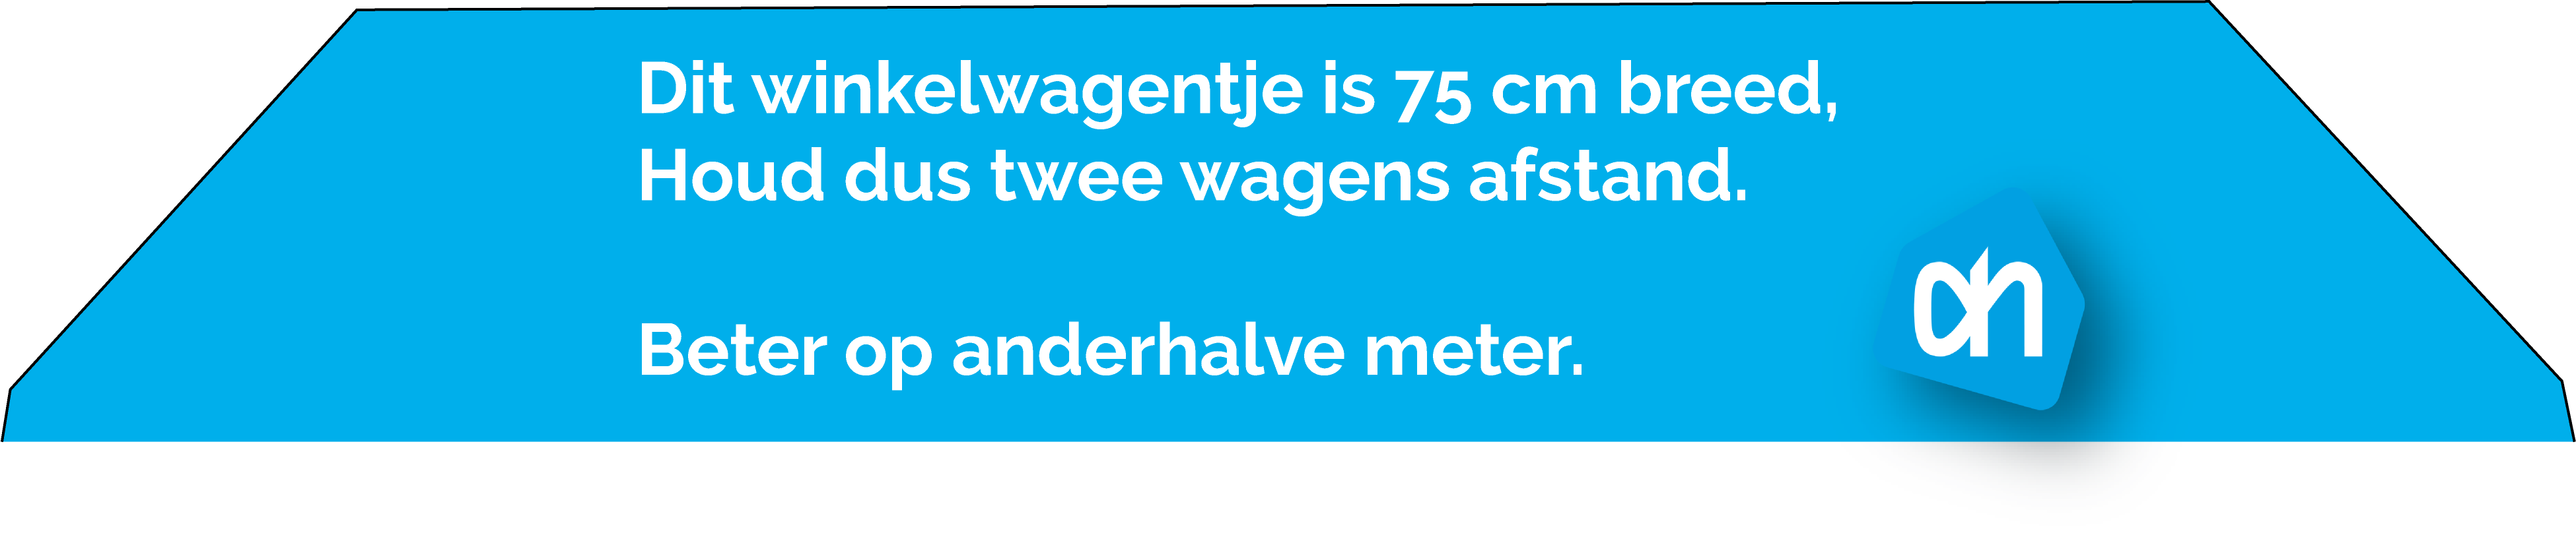 Dit winkelwagentje is 75 cm breed,
Houd dus twee wagens afstand.
Beter op anderhalve meter.
ah